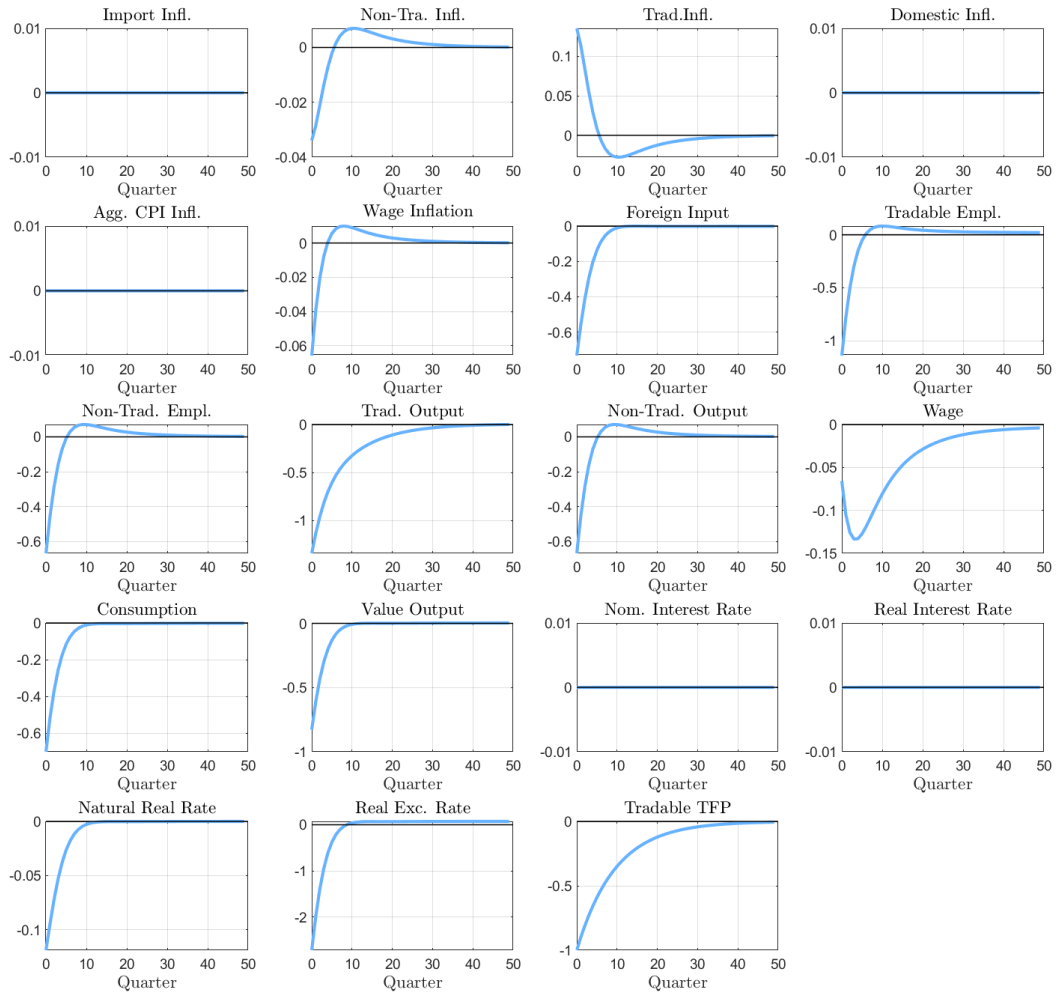 Import Infl.
0.01
0
-0.01
0 10 20 30 40 50
Quarter
Non-Tra. Infl.
0
-0.02
-0.04
0 10 20 30 40 50
Quarter
Trad.Infl.
0.1
0.05
0
0 10 20 30 40 50
Quarter
Domestic Infl.
0.01
0
-0.01
0 10 20 30 40 50
Quarter
Agg. CPI Infl.
0.01
0
-0.01
0 10 20 30 40 50
Quarter
Wage Inflation
0
-0.02
-0.04
-0.06
0 10 20 30 40 50
Quarter
Foreign Input
0
-0.2
-0.4
-0.6
0 10 20 30 40 50
Quarter
Tradable Empl.
0
-0.5
-1
0 10 20 30 40 50
Quarter
Non-Trad. Empl.
0
-0.2
-0.4
-0.6
0 10 20 30 40 50
Quarter
Trad. Output
0
-0.5
-1
0 10 20 30 40 50
Quarter
Non-Trad. Output
0
-0.2
-0.4
-0.6
0 10 20 30 40 50
Quarter
Wage
0
-0.05
-0.1
-0.15
0 10 20 30 40 50
Quarter
Consumption
0
-0.2
-0.4
-0.6
0 10 20 30 40 50
Quarter
Value Output
0
-0.5
-1
0 10 20 30 40 50
Quarter
Nom. Interest Rate
0.01
0
-0.01
0 10 20 30 40 50
Quarter
Real Interest Rate
0.01
0
-0.01
0 10 20 30 40 50
Quarter
Natural Real Rate
0
-0.05
-0.1
0 10 20 30 40 50
Quarter
Real Exc. Rate
0
-1
-2
0 10 20 30 40 50
Quarter
Tradable TFP
0
-0.5
-1
0 10 20 30 40 50
Quarter